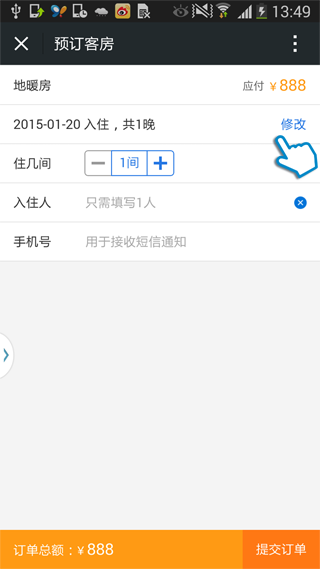 13:49
预订客房
地暖房 应付 ¥888
2015-01-20 入住，共1晚 修改
住几间 1间
入住人 只需填写1人
手机号 用于接收短信通知
订单总额：¥888 提交订单